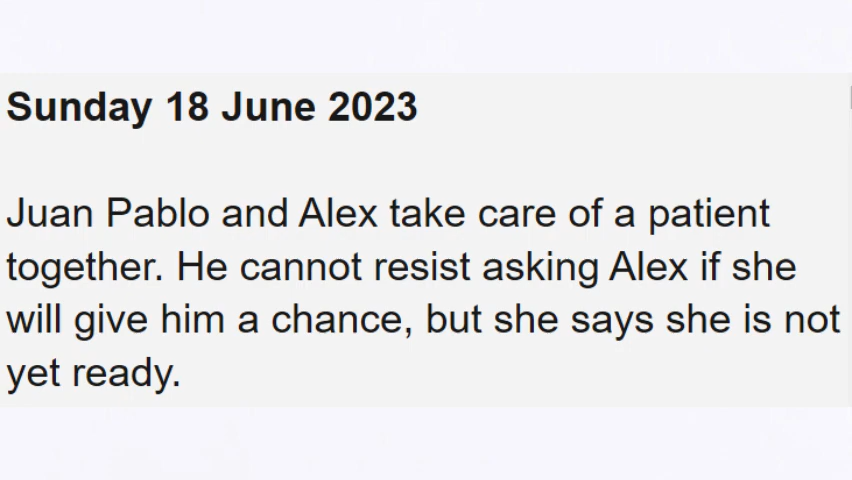 Sunday 18 June 2023
Juan Pablo and Alex take care of a patient
together. He cannot resist asking Alex if she
will give him a chance, but she says she is not
yet ready.